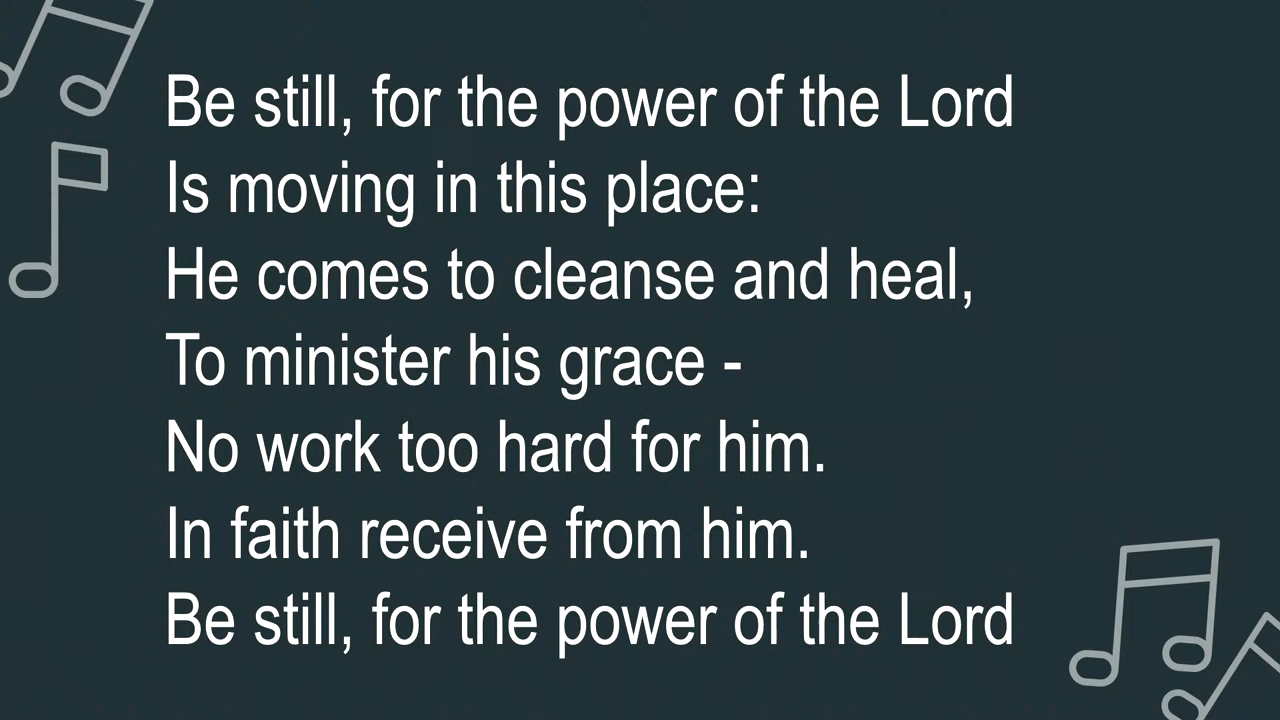 Be still, for the power of the Lord
Is moving in this place:
He comes to cleanse and heal,
To minister his grace -
No work too hard for him.
In faith receive from him.
Be still, for the power of the Lord